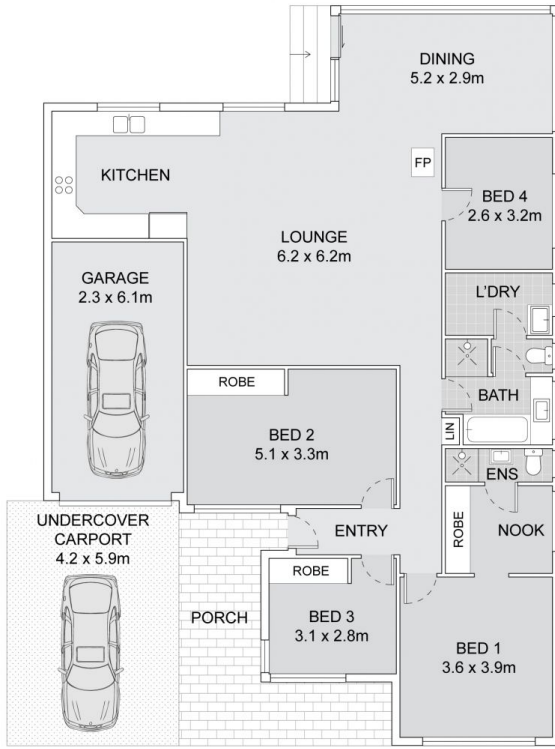 DINING
5.2 x 2.9m
KITCHEN
FP
BED 4
2.6 x 3.2m
LOUNGE
6.2 x 6.2m
GARAGE
2.3 x 6.1m
L'DRY
ROBE
BATH
BED 2
5.1 x 3.3m
LIN
ENS
UNDERCOVER
CARPORT
4.2 x 5.9m
ENTRY
ROBE
NOOK
ROBE
PORCH
BED 3
3.1 x 2.8m
BED 1
3.6 x 3.9m